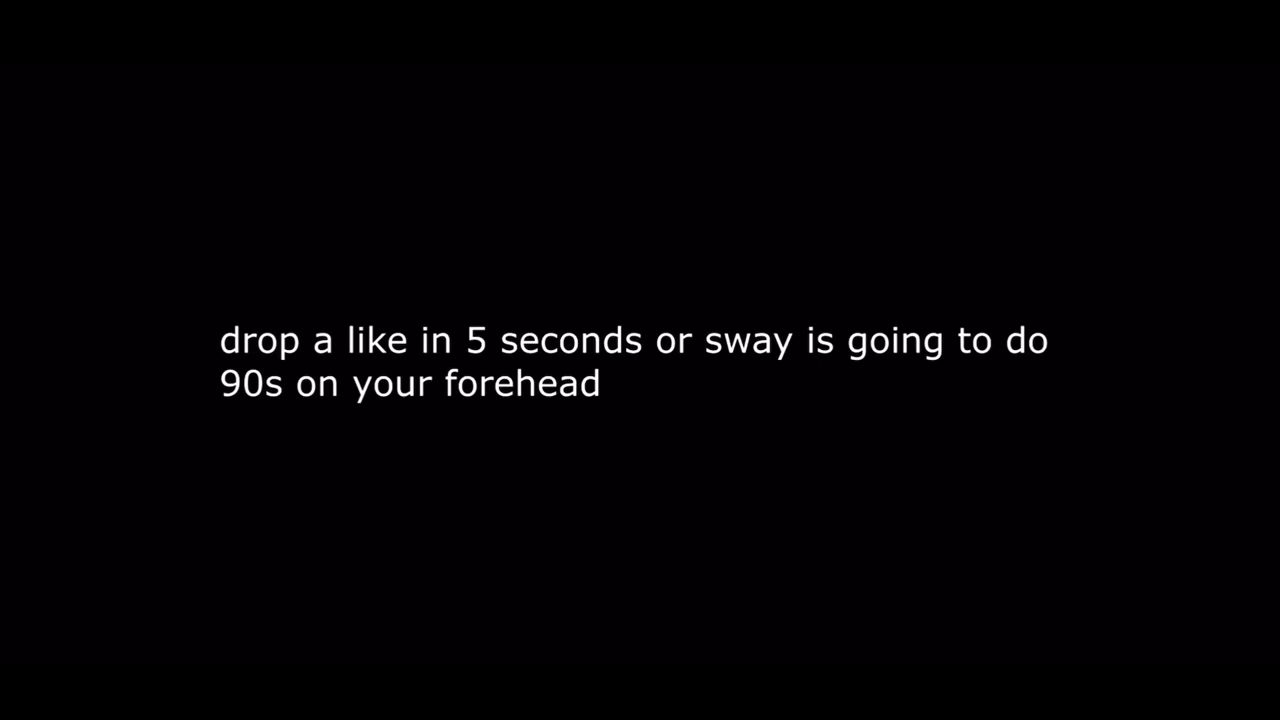 drop a like in 5 seconds or sway is going to do
90s on your forehead